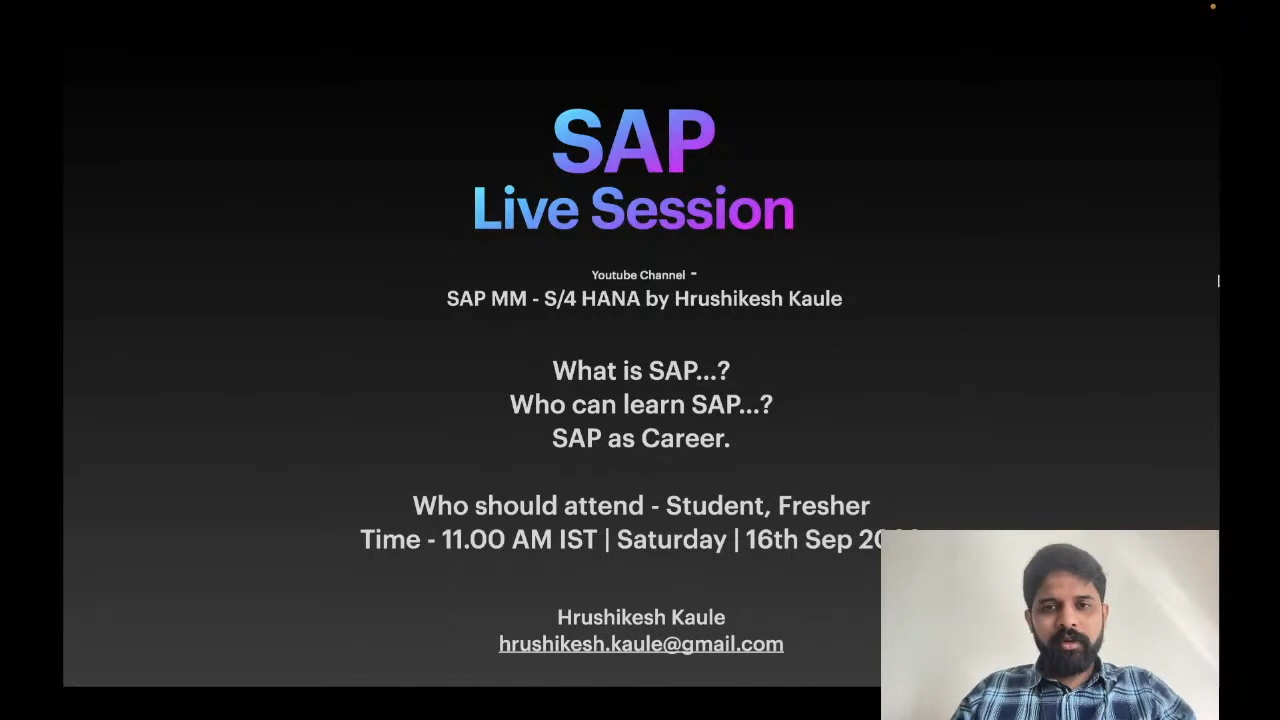 SAP
Live Session
Youtube Channel -
SAP MM - S/4 HANA by Hrushikesh Kaule
What is SAP...?
Who can learn SAP...?
SAP as Career.
Who should attend - Student, Fresher
Time - 11.00 AM IST | Saturday | 16th Sep
Hrushikesh Kaule
hrushikesh.kaule@gmail.com